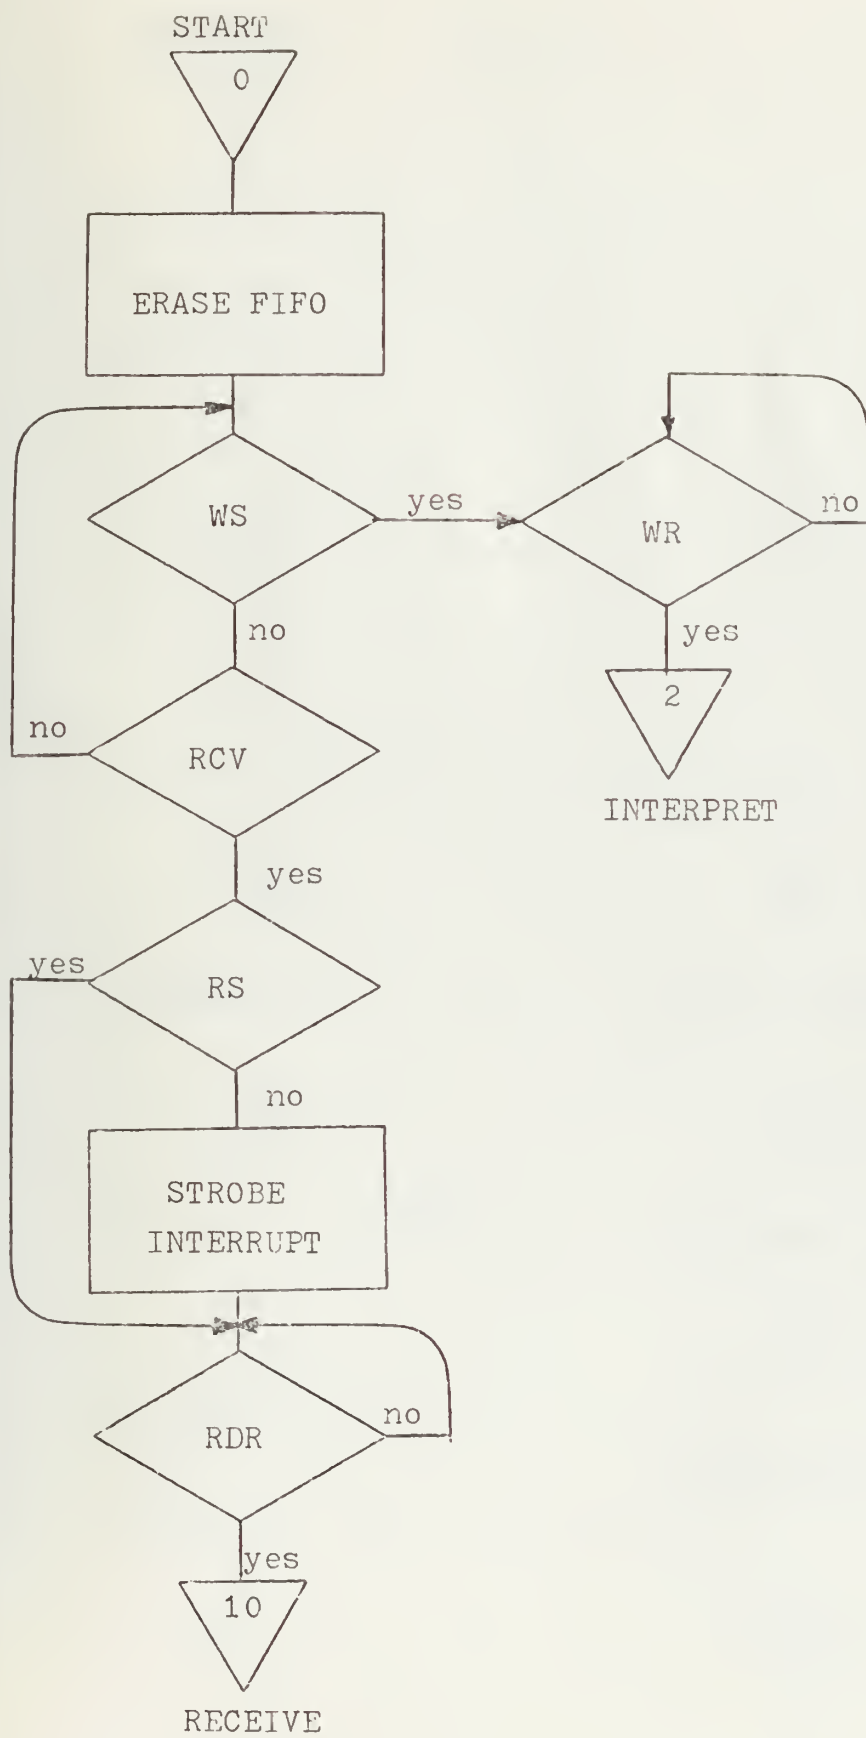 START
0
ERASE FIFO
WS
yes
WR
no
no
yes
2
INTERPRET
no
RCV
yes
yes
RS
no
STROBE
INTERRUPT
no
RDR
yes
10
RECEIVE